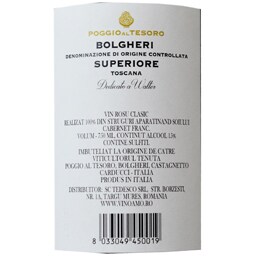 POGGIO AL TESORO
BOLGHERI
DENOMINAZIONE DI ORIGINE CONTROLLATA
SUPERIORE
TOSCANA
Dedicato a Walter
VIN ROSU CLASIC
REALIZAT 100% DIN STRUGURI APARTINAND SOIULUI
CABERNET FRANC.
VOLUM - 750 ML, CONTINUT ALCOOL 13%
CONTINE SULFITI.
IMBUTELIAT LA ORIGINE DE CATRE
VITICULTORUL TENUTA
POGGIO AL TESORO, BOLGHERI, CASTAGNETO
CARDUCCI - ITALIA
PRODUS IN ITALIA
DISTRIBUTOR: SC TEDESCO SRL, STR. BORZESTI,
NR. 1A, TARGU MURES, ROMANIA
WWW.VINOAMO.RO
8 033049 450019